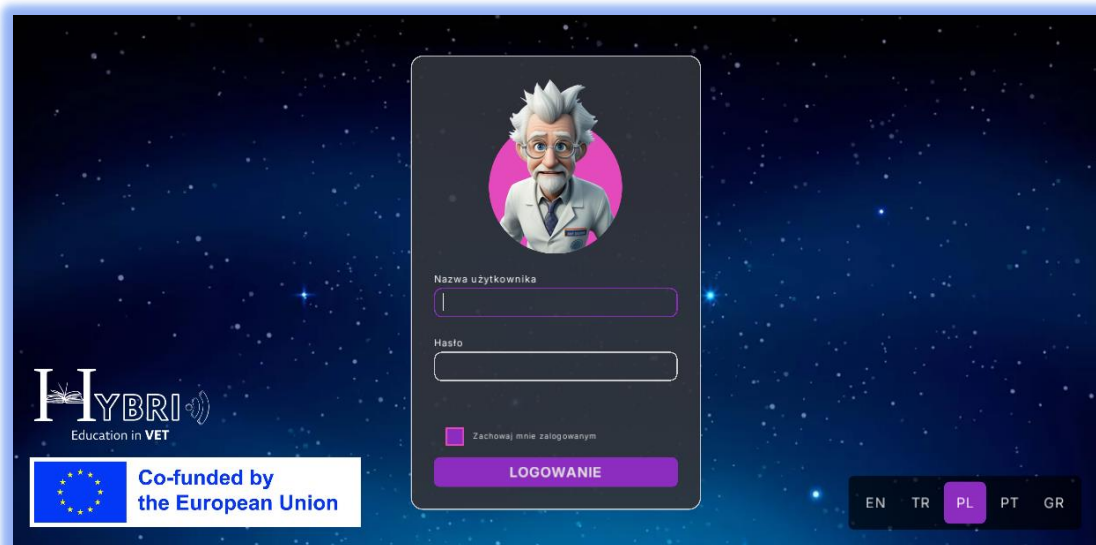 Nazwa użytkownika
Hasło
Zachowaj mnie zalogowanym
LOGOWANIE
HYBRID
Education in VET
Co-funded by
the European Union
EN TR PL PT GR